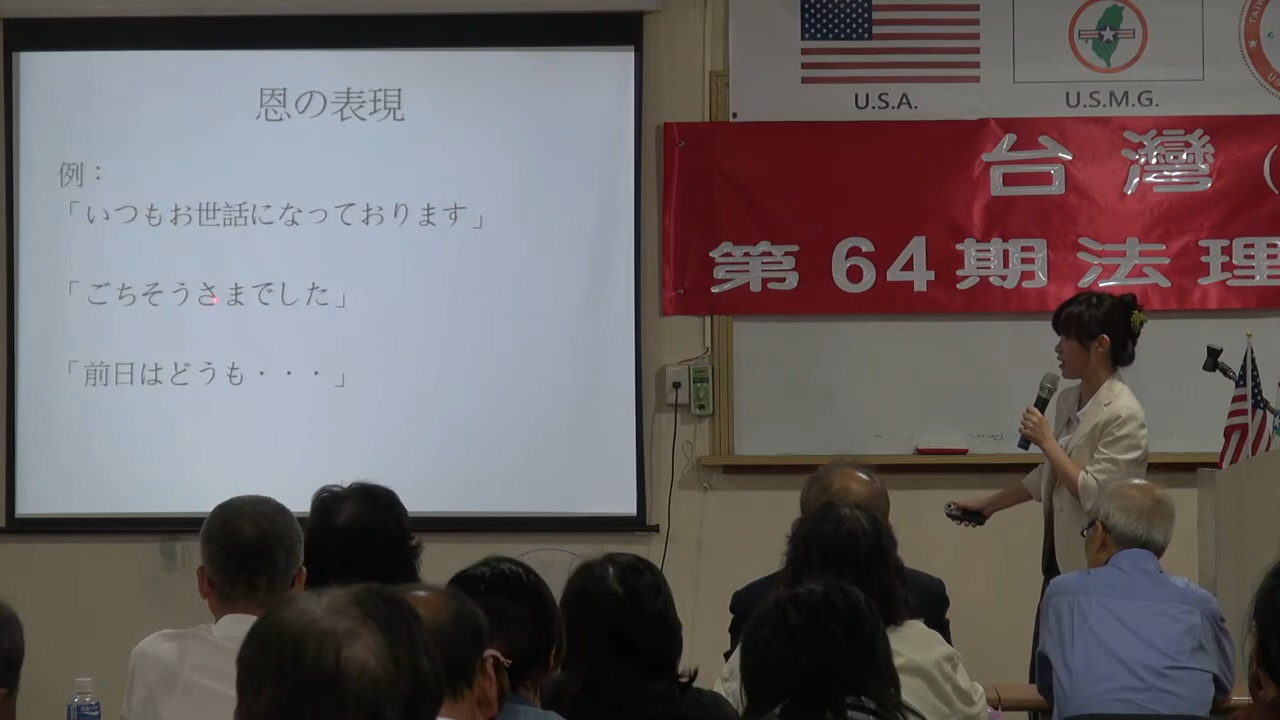 恩の表現
例：
「いつもお世話になっております」
「ごちそうさまでした」
「前日はどうも・・・」
U.S.A.
U.S.M.G.
台灣（
第64期法理